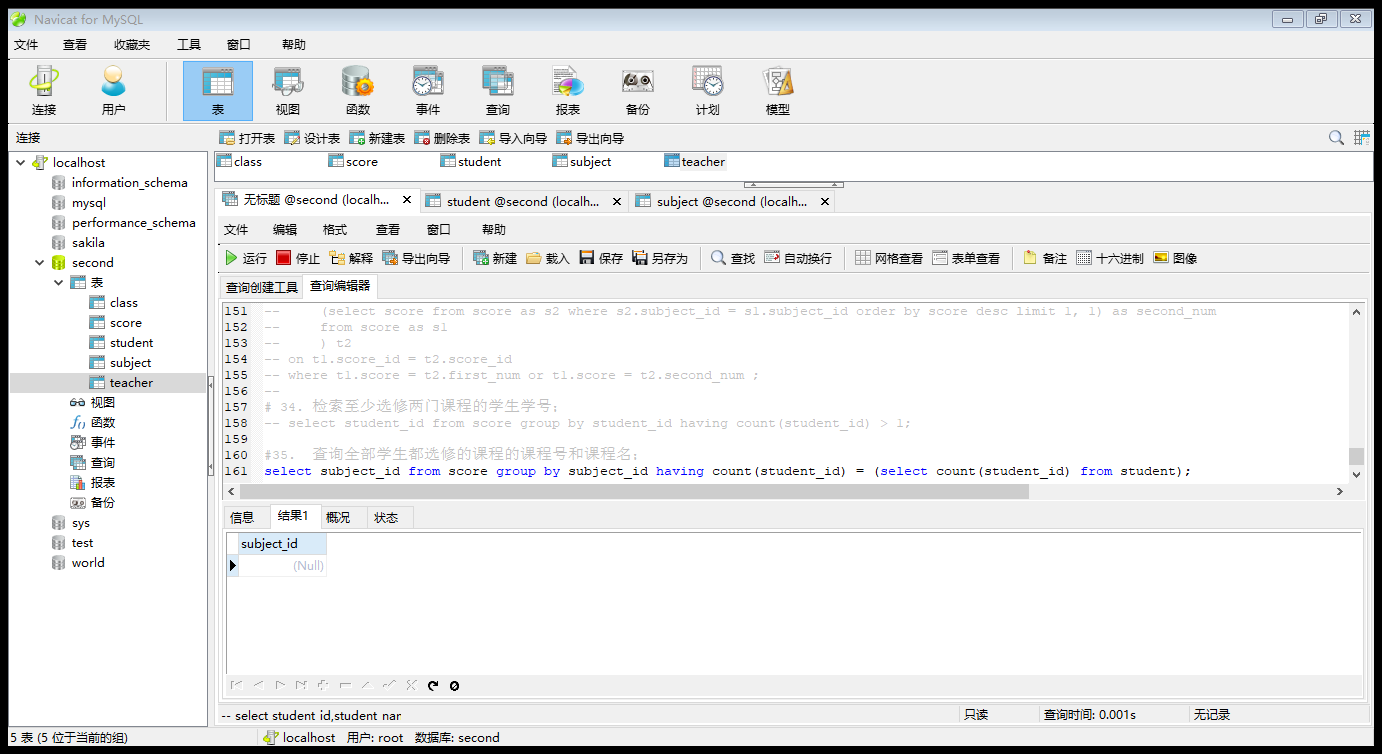 Navicat for MySQL
文件 查看 收藏夹 工具 窗口 帮助
连接 用户 表 视图 函数 事件 查询 报表 备份 计划 模型
连接
打开表 设计表 新建表 删除表 导入向导 导出向导
class score student subject teacher
localhost
information_schema
mysql
performance_schema
sakila
second
表
class
score
student
subject
teacher
视图
函数
事件
查询
报表
备份
sys
test
world
无标题 @second (localh... student @second (localh... subject @second (localh...
文件 编辑 格式 查看 窗口 帮助
运行 停止 解释 导出向导 新建 载入 保存 另存为 查找 自动换行 网格查看 表单查看 备注 十六进制 图像
查询创建工具 查询编辑器
151 -- (select score from score as s2 where s2.subject_id = s1.subject_id order by score desc limit 1, 1) as second_num
152 -- from score as s1
153 -- ) t2
154 -- on t1.score_id = t2.score_id
155 -- where t1.score = t2.first_num or t1.score = t2.second_num ;
156 --
157 # 34. 检索至少选修两门课程的学生学号;
158 -- select student_id from score group by student_id having count(student_id) > 1;
159
160 #35. 查询全部学生都选修的课程的课程号和课程名;
161 select subject_id from score group by subject_id having count(student_id) = (select count(student_id) from student);
信息 结果1 概况 状态
subject_id
(Null)
-- select student id,student nar 只读 查询时间: 0.001s 无记录
5 表 (5 位于当前的组) localhost 用户: root 数据库: second